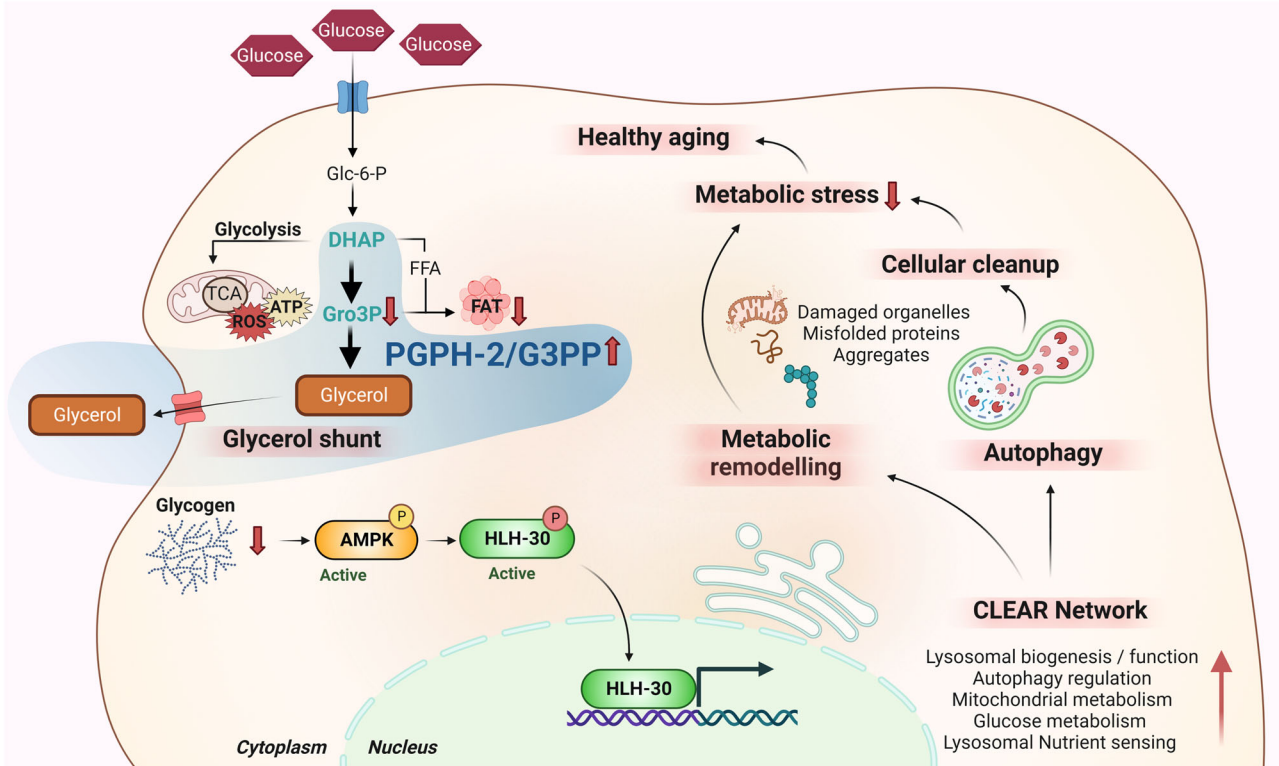 Glucose
Glucose
Glucose
Glc-6-P
Glycolysis
DHAP
FFA
TCA
ATP
ROS
Gro3P
FAT
PGPH-2/G3PP
Glycerol
Glycerol
Glycerol shunt
Glycogen
AMPK
P
Active
HLH-30
P
Active
HLH-30
Cytoplasm
Nucleus
Healthy aging
Metabolic stress
Cellular cleanup
Damaged organelles
Misfolded proteins
Aggregates
Metabolic
remodelling
Autophagy
CLEAR Network
Lysosomal biogenesis / function
Autophagy regulation
Mitochondrial metabolism
Glucose metabolism
Lysosomal Nutrient sensing